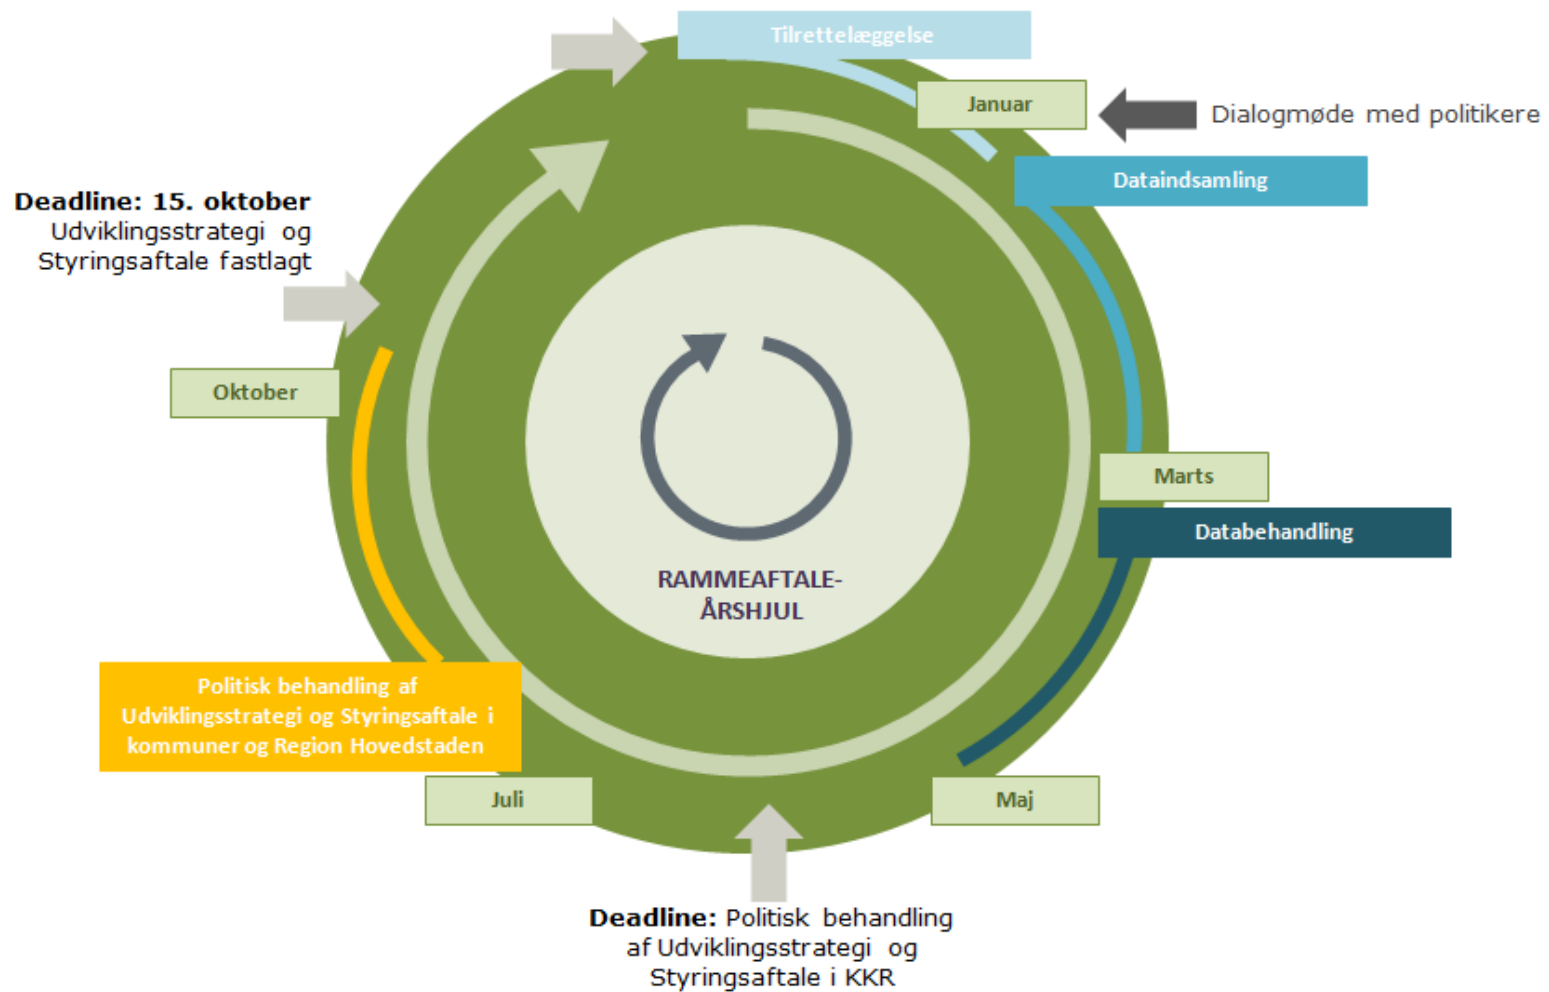 Tilrettelæggelse
Januar
Dialogmøde med politikere
Dataindsamling
Deadline: 15. oktober
Udviklingsstrategi og
Styringsaftale fastlagt
Oktober
Marts
Databehandling
RAMMEAFTALE-
ÅRSHJUL
Politisk behandling af
Udviklingsstrategi og Styringsaftale i
kommuner og Region Hovedstaden
Juli
Maj
Deadline: Politisk behandling
af Udviklingsstrategi og
Styringsaftale i KKR